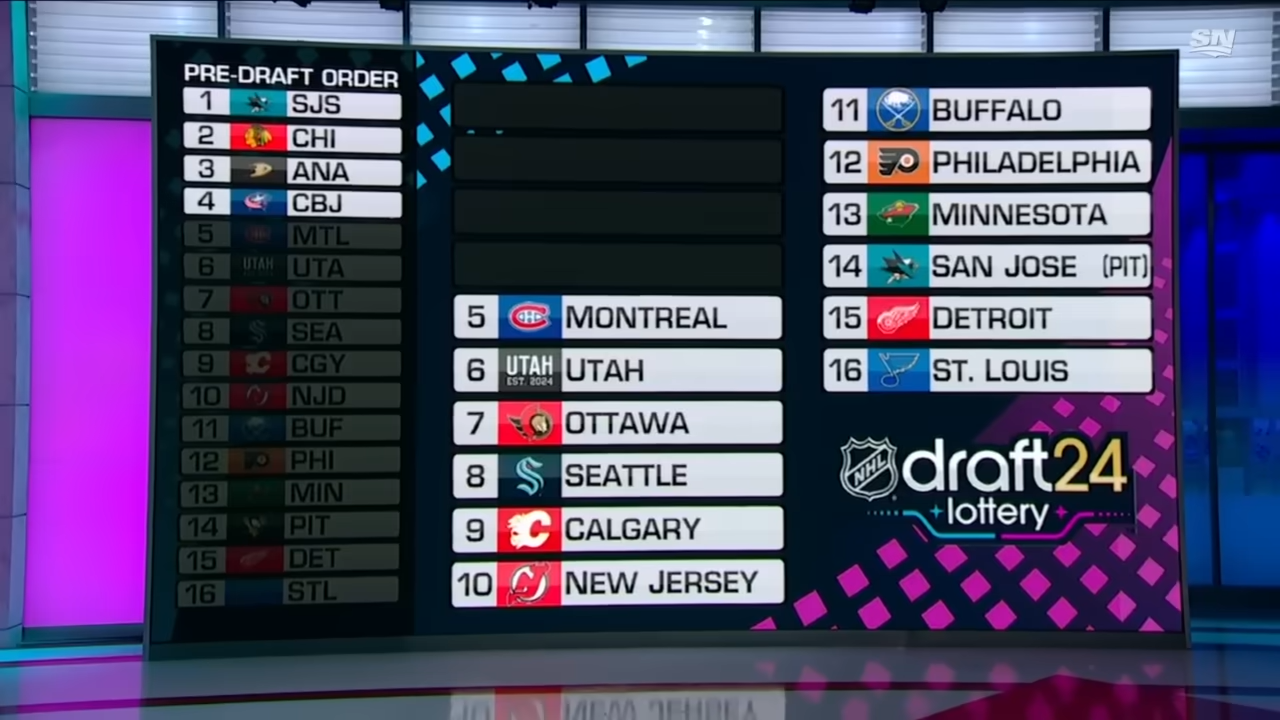 SN
PRE-DRAFT ORDER
1 SJS
2 CHI
3 ANA
4 CBJ
5 MTL
6 UTAH UTA
7 OTT
8 SEA
9 CGY
10 NJD
11 BUF
12 PHI
13 MIN
14 PIT
15 DET
16 STL
5 MONTREAL
6 UTAH EST. 2024 UTAH
7 OTTAWA
8 SEATTLE
9 CALGARY
10 NEW JERSEY
11 BUFFALO
12 PHILADELPHIA
13 MINNESOTA
14 SAN JOSE (PIT)
15 DETROIT
16 ST. LOUIS
NHL draft24
lottery